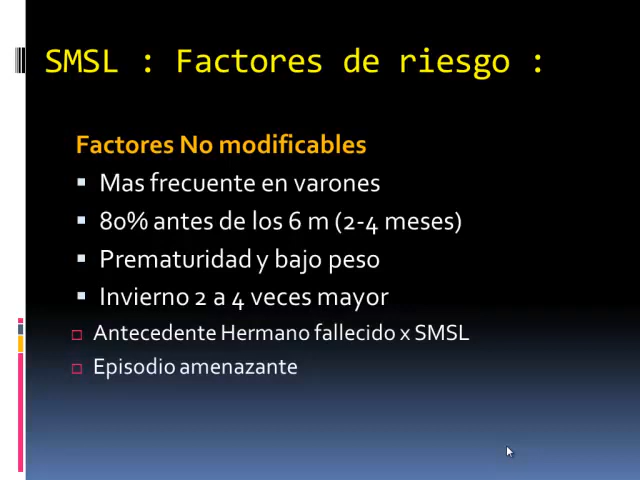 SMSL : Factores de riesgo :
Factores No modificables
Mas frecuente en varones
80% antes de los 6 m (2-4 meses)
Prematuridad y bajo peso
Invierno 2 a 4 veces mayor
Antecedente Hermano fallecido x SMSL
Episodio amenazante